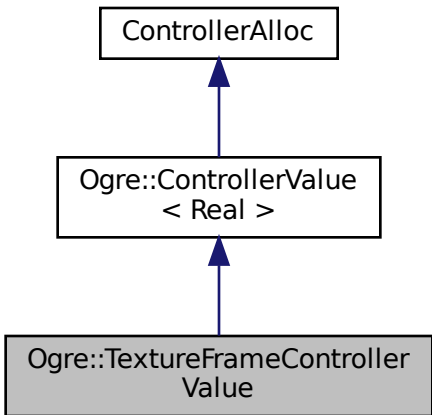 ControllerAlloc
Ogre::ControllerValue
< Real >
Ogre::TextureFrameController
Value